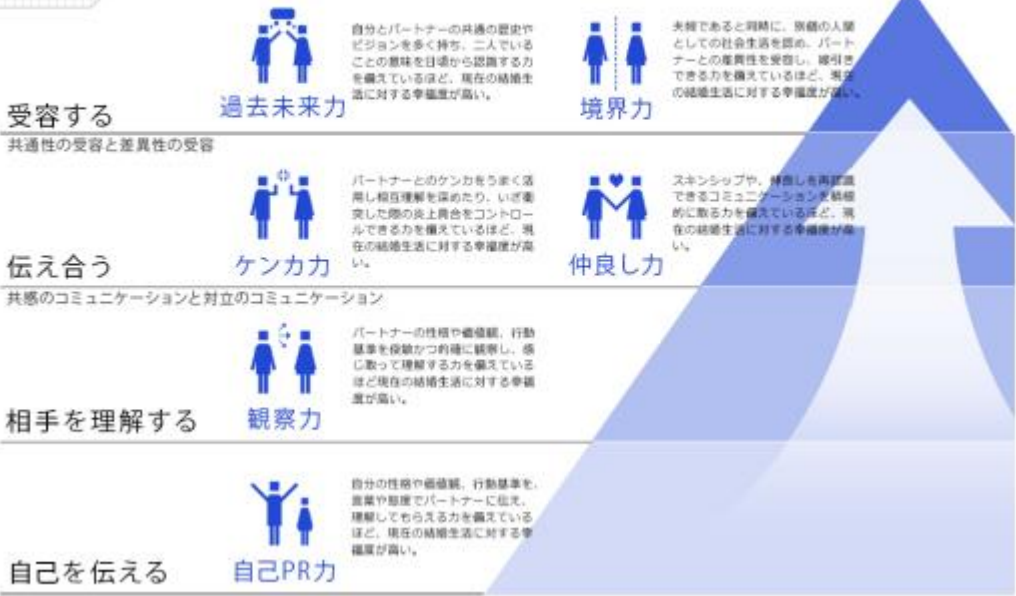 自分とパートナーの共通の歴史や
ビジョンを多く持ち、二人でいる
ことの意味を日頃から認識する力
を備えているほど、現在の結婚生
活に対する幸福度が高い。
過去未来力
夫婦であると同時に、別個の人間
としての社会生活を認め、パート
ナーとの差異性を受容し、線引き
できる力を備えているほど、現在
の結婚生活に対する幸福度が高い。
境界力
受容する
共通性の受容と差異性の受容
パートナーとのケンカをうまく活
用し相互理解を深めたり、いざ衝
突した際の炎上具合をコントロー
ルできる力を備えているほど、現
在の結婚生活に対する幸福度が高
い。
ケンカ力
スキンシップや、仲良しを再認識
できるコミュニケーションを積極
的に取る力を備えているほど、現
在の結婚生活に対する幸福度が高
い。
仲良し力
伝え合う
共感のコミュニケーションと対立のコミュニケーション
パートナーの性格や価値観、行動
基準を俊敏かつ的確に観察し、感
じ取って理解する力を備えている
ほど現在の結婚生活に対する幸福
度が高い。
観察力
相手を理解する
自分の性格や価値観、行動基準を、
言葉や態度でパートナーに伝え、
理解してもらえる力を備えている
ほど、現在の結婚生活に対する幸
福度が高い。
自己PR力
自己を伝える